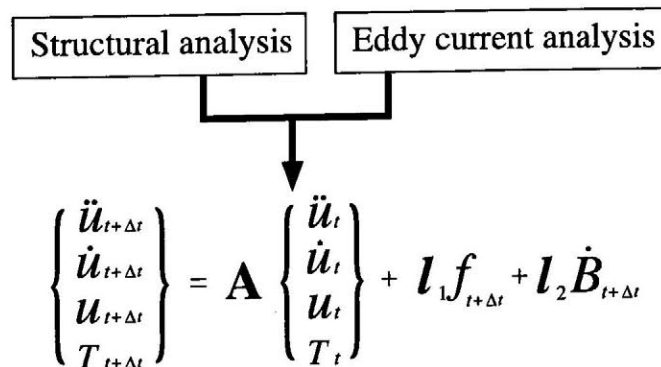 Structural analysis
Eddy current analysis
{ü_{t+Δt}, u̇_{t+Δt}, u_{t+Δt}, T_{t+Δt}} = A {ü_t, u̇_t, u_t, T_t} + l_1 f_{t+Δt} + l_2 Ḃ_{t+Δt}